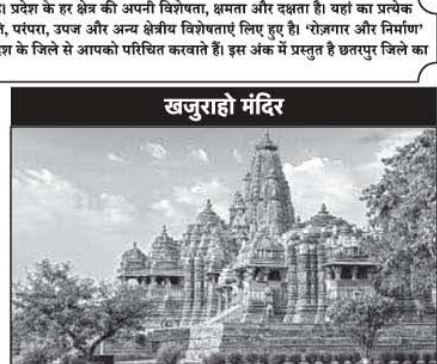 है। प्रदेश के हर क्षेत्र की अपनी विशेषता, क्षमता और दक्षता है। यहां का प्रत्येक
परंपरा, उपज और अन्य क्षेत्रीय विशेषताएं लिए हुए है। ‘रोज़गार और निर्माण’
के जिले से आपको परिचित करवाते हैं। इस अंक में प्रस्तुत है छतरपुर जिले का
खजुराहो मंदिर